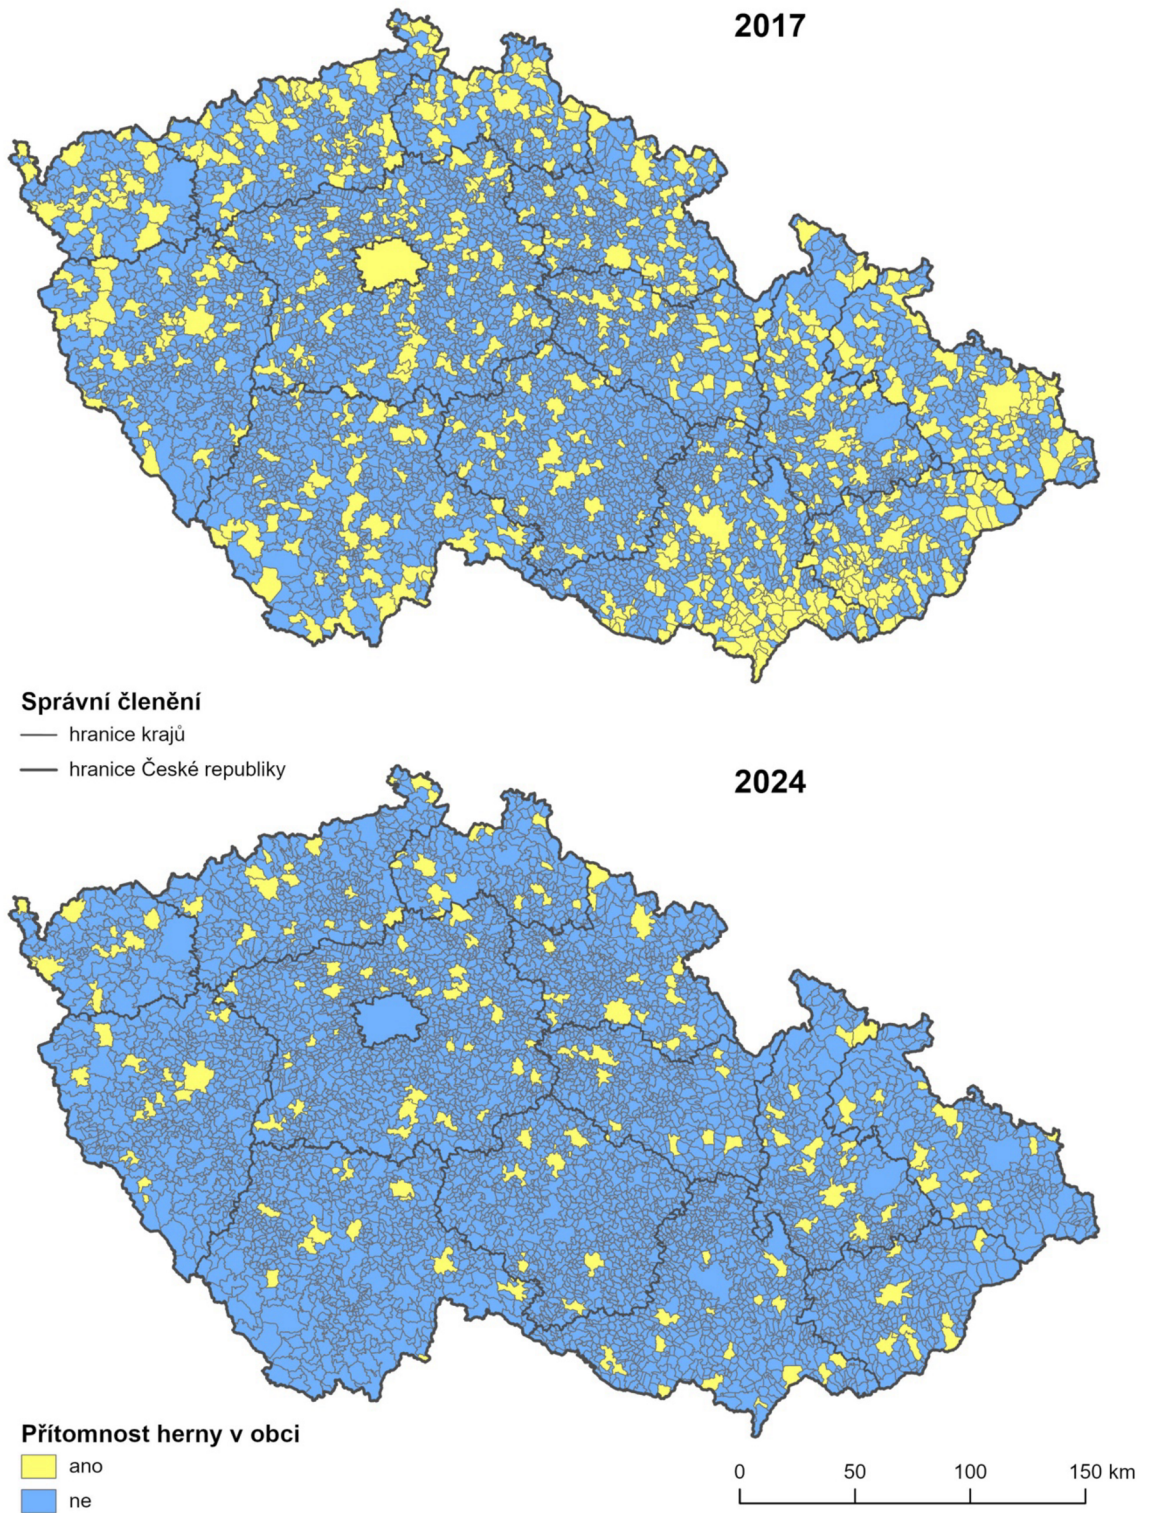 2017
Správní členění
hranice krajů
hranice České republiky
2024
Přítomnost herny v obci
ano
ne
0 50 100 150 km